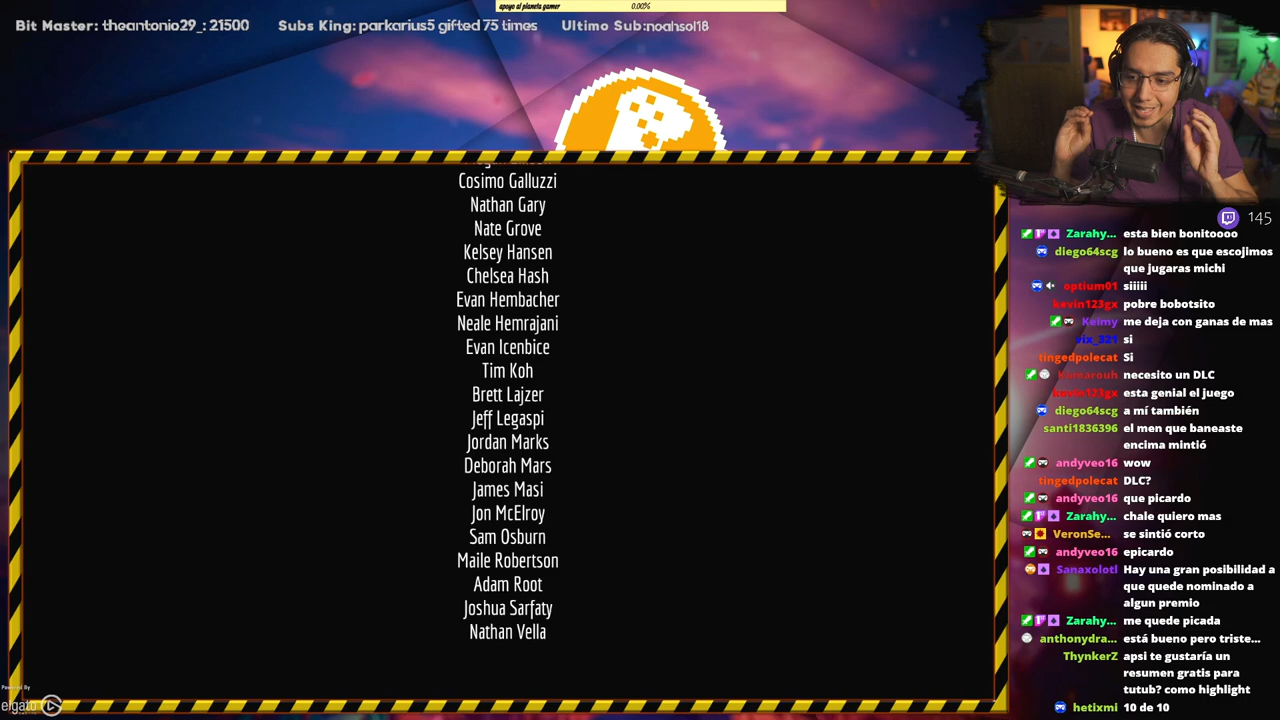 apoyo al planeta gamer 0.00%
Bit Master: theantonio29_: 21500 Subs King: parkarius5 gifted 75 times Ultimo Sub:noahsol18
Cosimo Galluzzi
Nathan Gary
Nate Grove
Kelsey Hansen
Chelsea Hash
Evan Hembacher
Neale Hemrajani
Evan Icenbice
Tim Koh
Brett Lajzer
Jeff Legaspi
Jordan Marks
Deborah Mars
James Masi
Jon McElroy
Sam Osburn
Maile Robertson
Adam Root
Joshua Sarfaty
Nathan Vella
Powered By
elgato
145
Zarahy... esta bien bonitoooo
diego64scg lo bueno es que escojimos
que jugaras michi
optium01 siiiii
kevin123gx pobre bobotsito
Keimy me deja con ganas de mas
vix_321 si
tingedpolecat Si
necesito un DLC
kevin123gx esta genial el juego
diego64scg a mí también
santi1836396 el men que baneaste
encima mintió
andyveo16 wow
tingedpolecat DLC?
andyveo16 que picardo
Zarahy... chale quiero mas
VeronSe... se sintió corto
andyveo16 epicardo
Sanaxolotl Hay una gran posibilidad a
que quede nominado a
algun premio
Zarahy... me quede picada
anthonydra... está bueno pero triste...
ThynkerZ apsi te gustaría un
resumen gratis para
tutub? como highlight
hetixmi 10 de 10